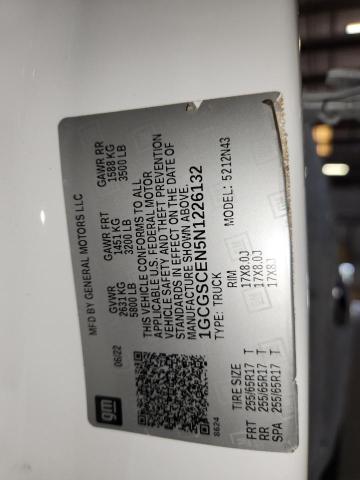 MFD BY GENERAL MOTORS LLC
gm
06/22
GVWR
2631 KG
5800 LB
GAWR FRT
1451 KG
3200 LB
GAWR RR
1588 KG
3500 LB
THIS VEHICLE CONFORMS TO ALL
APPLICABLE U.S. FEDERAL MOTOR
VEHICLE SAFETY AND THEFT PREVENTION
STANDARDS IN EFFECT ON THE DATE OF
MANUFACTURE SHOWN ABOVE.
1GCGSCEN5N1226132
TYPE: TRUCK
MODEL: 5212N43
8624
TIRE SIZE
RIM
FRT 255/65R17 T 17X8.0J
RR 255/65R17 T 17X8.0J
SPA 255/65R17 T 17X8J